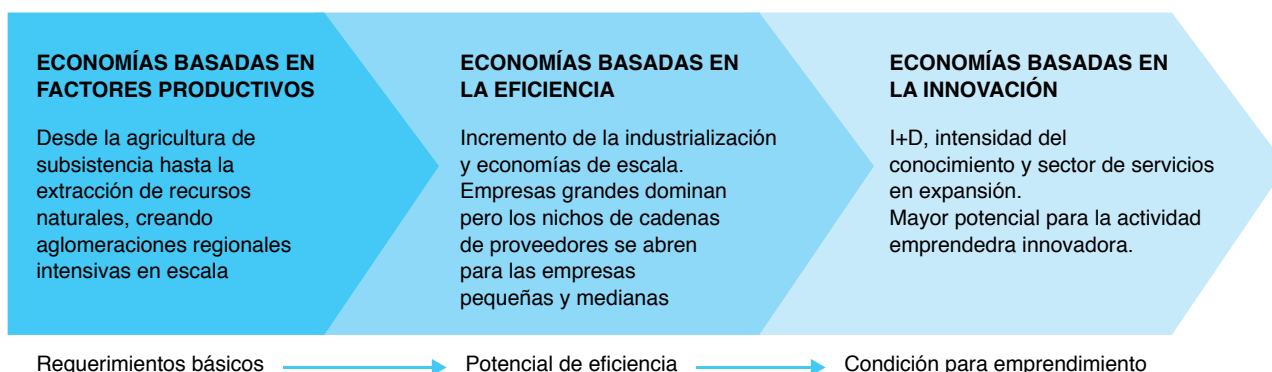 ECONOMÍAS BASADAS EN
FACTORES PRODUCTIVOS
Desde la agricultura de
subsistencia hasta la
extracción de recursos
naturales, creando
aglomeraciones regionales
intensivas en escala
ECONOMÍAS BASADAS EN
LA EFICIENCIA
Incremento de la industrialización
y economías de escala.
Empresas grandes dominan
pero los nichos de cadenas
de proveedores se abren
para las empresas
pequeñas y medianas
ECONOMÍAS BASADAS EN
LA INNOVACIÓN
I+D, intensidad del
conocimiento y sector de servicios
en expansión.
Mayor potencial para la actividad
emprendedra innovadora.
Requerimientos básicos
Potencial de eficiencia
Condición para emprendimiento